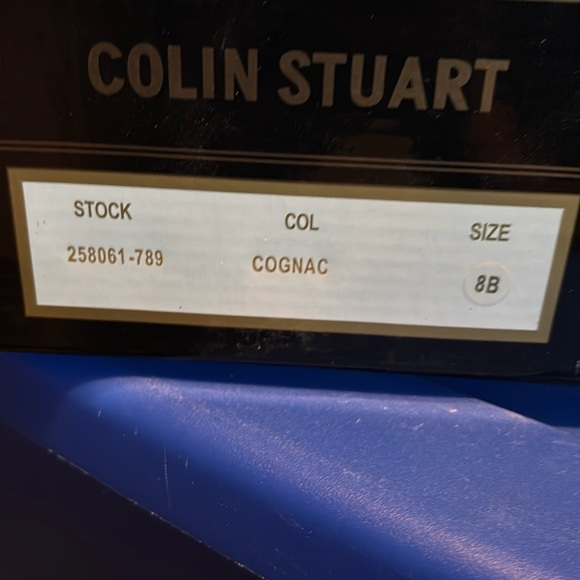 COLIN STUART
STOCK COL SIZE
258061-789 COGNAC 8B